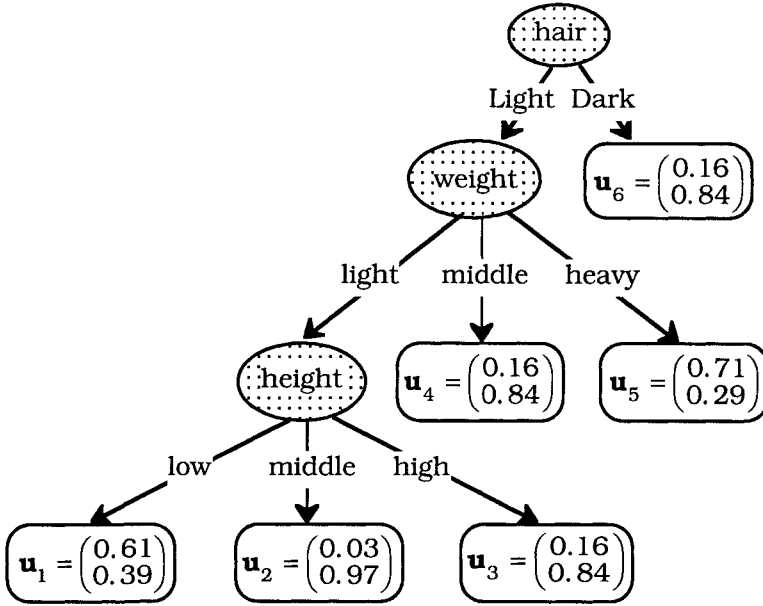 hair
Light Dark
weight
u₆ = (0.16 0.84)
light middle heavy
height
u₄ = (0.16 0.84)
u₅ = (0.71 0.29)
low middle high
u₁ = (0.61 0.39)
u₂ = (0.03 0.97)
u₃ = (0.16 0.84)